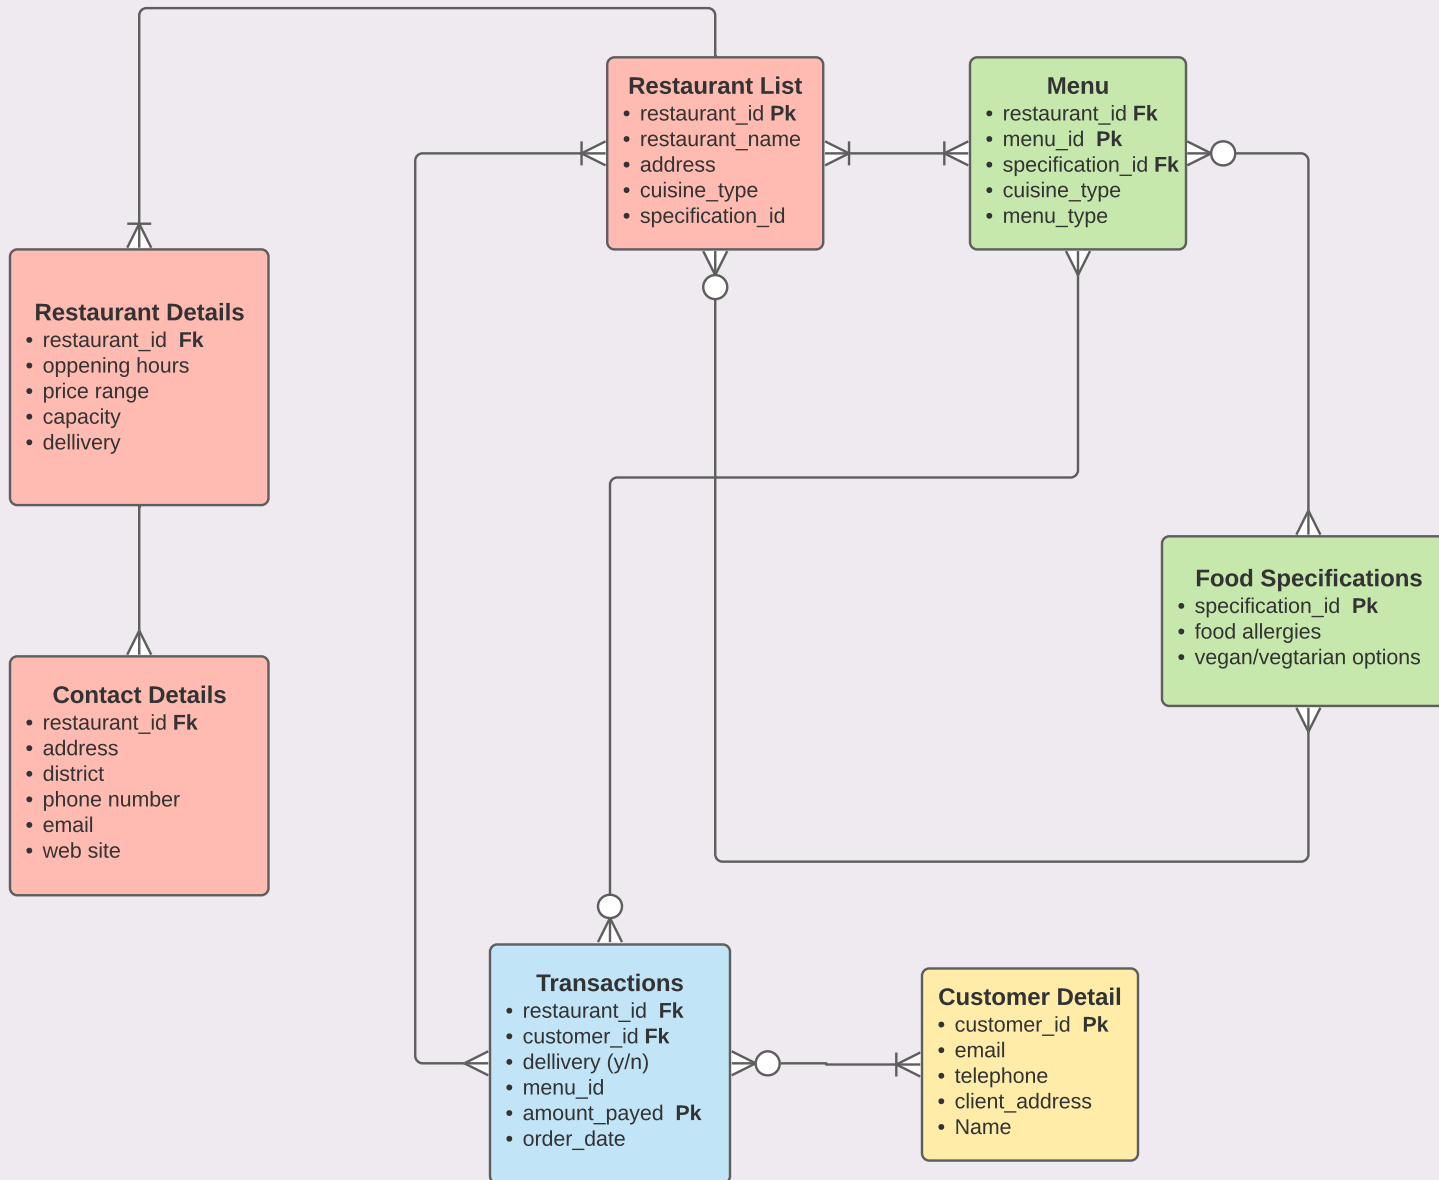 Restaurant List
• restaurant_id Pk
• restaurant_name
• address
• cuisine_type
• specification_id
Menu
• restaurant_id Fk
• menu_id Pk
• specification_id Fk
• cuisine_type
• menu_type
Restaurant Details
• restaurant_id Fk
• oppening hours
• price range
• capacity
• dellivery
Food Specifications
• specification_id Pk
• food allergies
• vegan/vegtarian options
Contact Details
• restaurant_id Fk
• address
• district
• phone number
• email
• web site
Transactions
• restaurant_id Fk
• customer_id Fk
• dellivery (y/n)
• menu_id
• amount_payed Pk
• order_date
Customer Detail
• customer_id Pk
• email
• telephone
• client_address
• Name